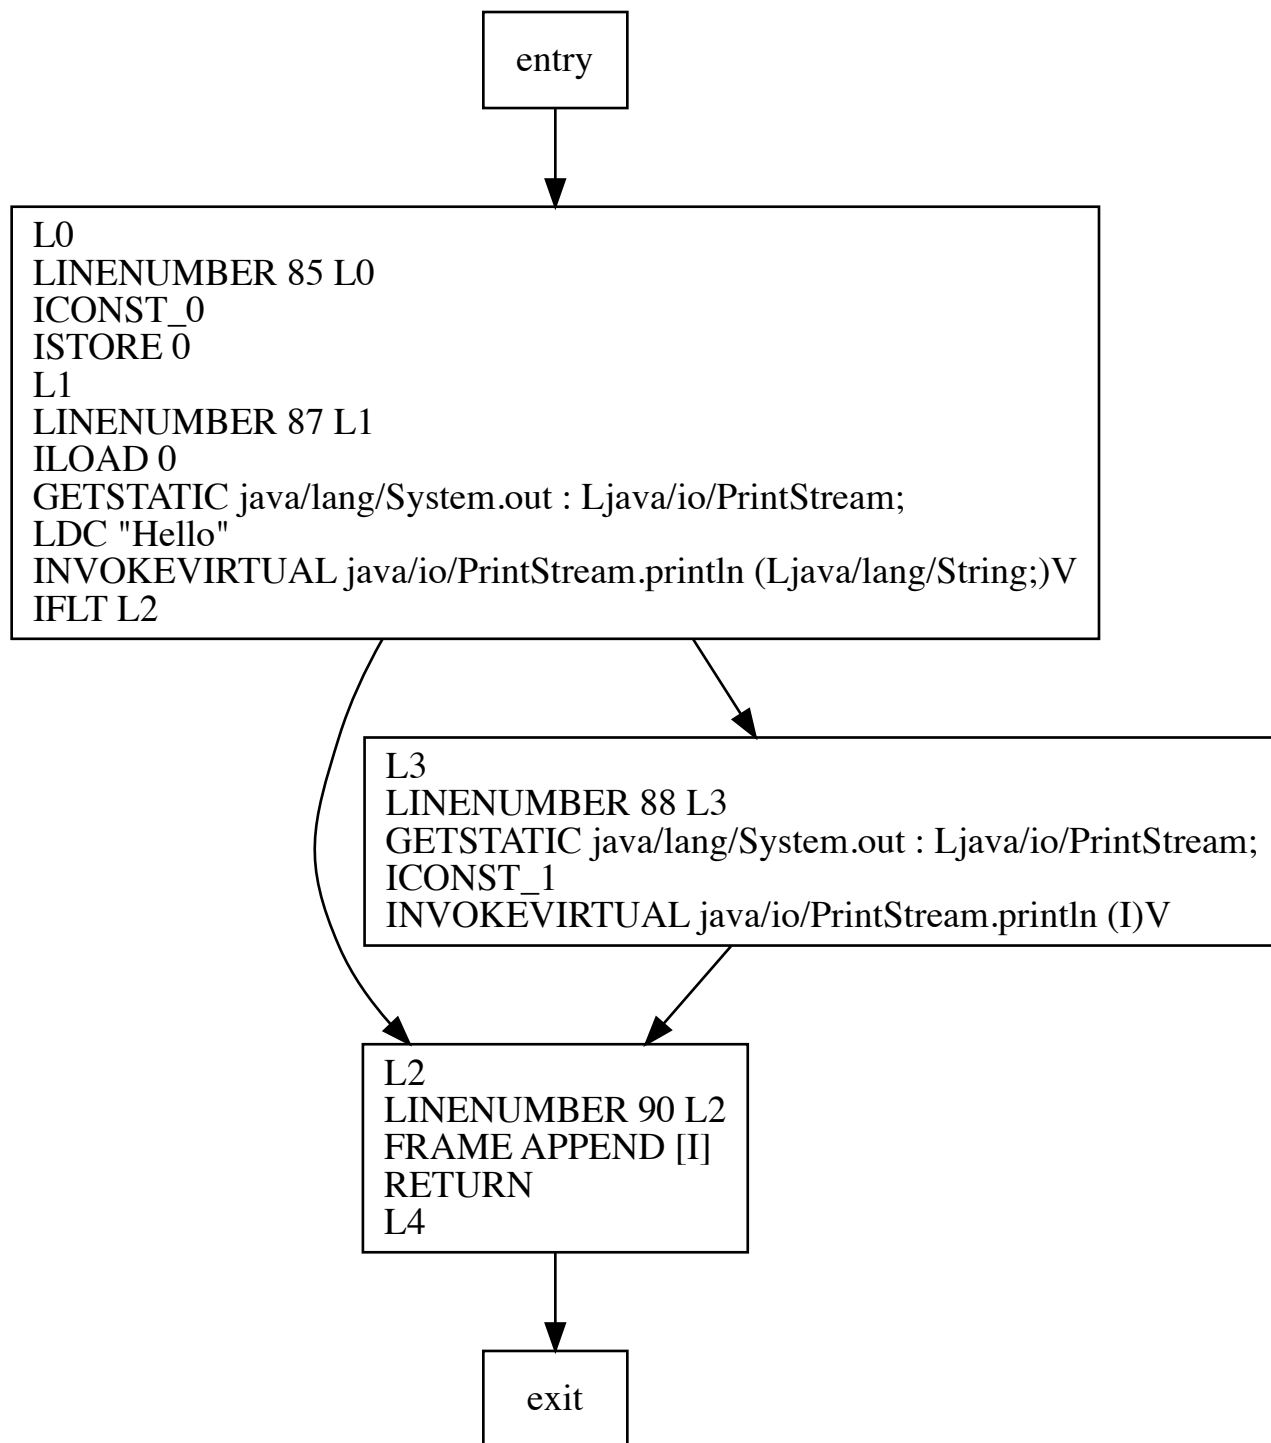 entry
L0
LINENUMBER 85 L0
ICONST_0
ISTORE 0
L1
LINENUMBER 87 L1
ILOAD 0
GETSTATIC java/lang/System.out : Ljava/io/PrintStream;
LDC "Hello"
INVOKEVIRTUAL java/io/PrintStream.println (Ljava/lang/String;)V
IFLT L2
L3
LINENUMBER 88 L3
GETSTATIC java/lang/System.out : Ljava/io/PrintStream;
ICONST_1
INVOKEVIRTUAL java/io/PrintStream.println (I)V
L2
LINENUMBER 90 L2
FRAME APPEND [I]
RETURN
L4
exit